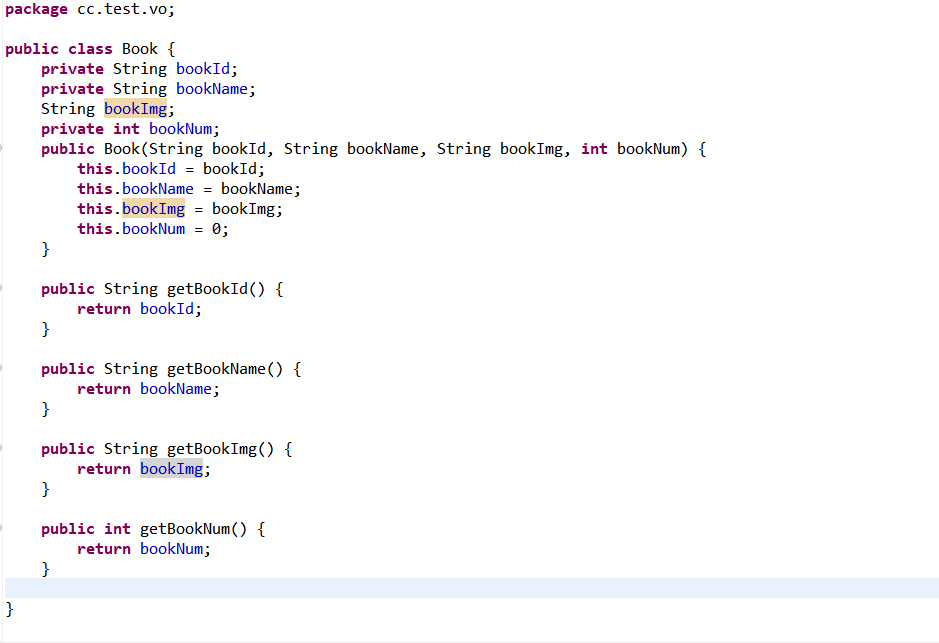 package cc.test.vo;
public class Book {
private String bookId;
private String bookName;
String bookImg;
private int bookNum;
public Book(String bookId, String bookName, String bookImg, int bookNum) {
this.bookId = bookId;
this.bookName = bookName;
this.bookImg = bookImg;
this.bookNum = 0;
}
public String getBookId() {
return bookId;
}
public String getBookName() {
return bookName;
}
public String getBookImg() {
return bookImg;
}
public int getBookNum() {
return bookNum;
}
}